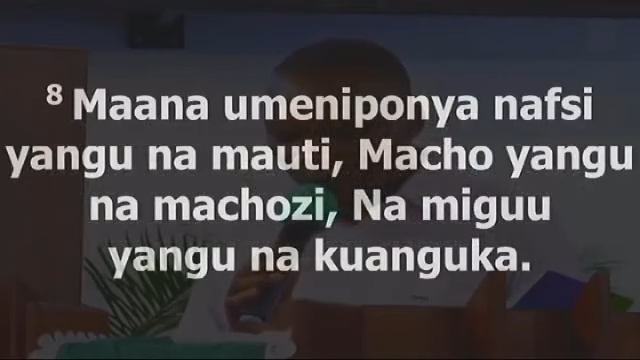 8 Maana umeniponya nafsi
yangu na mauti, Macho yangu
na machozi, Na miguu
yangu na kuanguka.